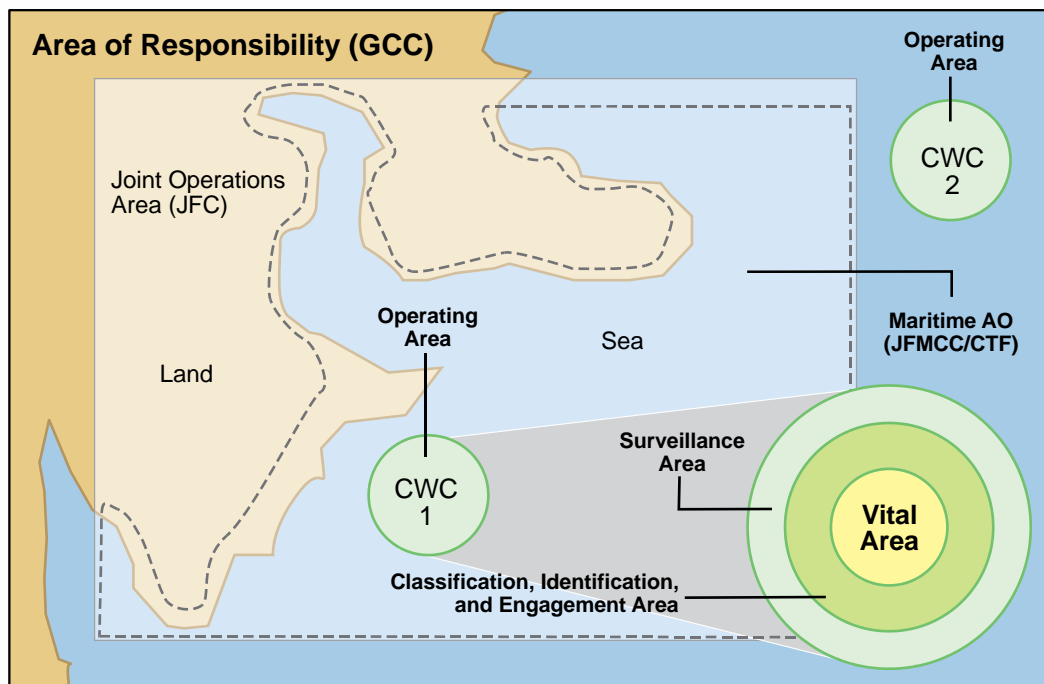 Area of Responsibility (GCC)
Operating
Area
CWC
2
Joint Operations
Area (JFC)
Operating
Area
Sea
Maritime AO
(JFMCC/CTF)
Land
Surveillance
Area
CWC
1
Vital
Area
Classification, Identification,
and Engagement Area